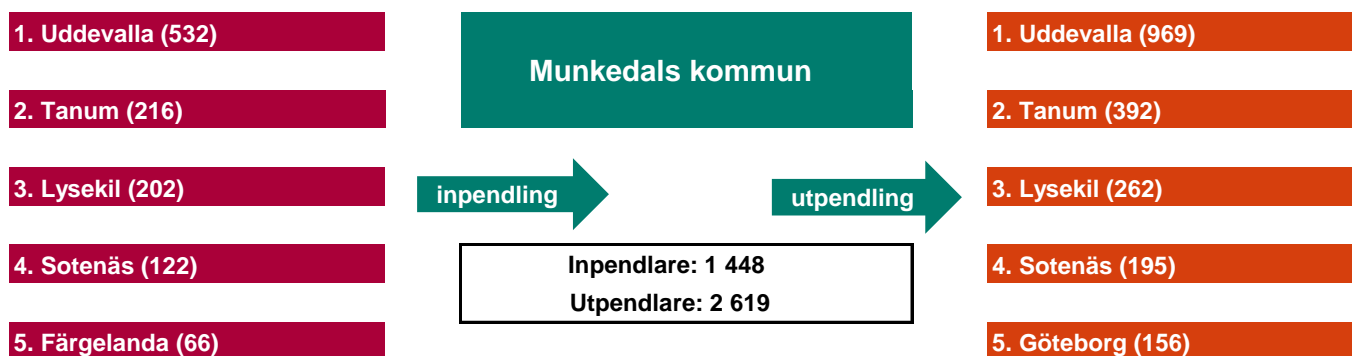 1. Uddevalla (532)
2. Tanum (216)
3. Lysekil (202)
4. Sotenäs (122)
5. Färgelanda (66)
Munkedals kommun
inpendling
utpendling
Inpendlare: 1 448
Utpendlare: 2 619
1. Uddevalla (969)
2. Tanum (392)
3. Lysekil (262)
4. Sotenäs (195)
5. Göteborg (156)